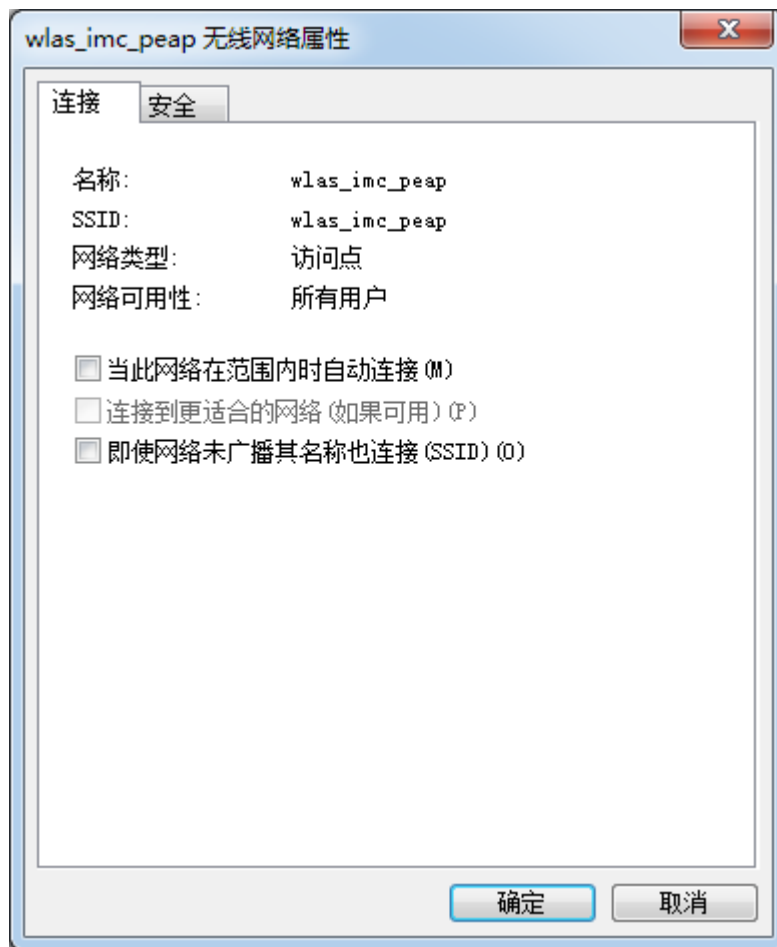 wlas_imc_peap 无线网络属性
连接 安全
名称: wlas_imc_peap
SSID: wlas_imc_peap
网络类型: 访问点
网络可用性: 所有用户
当此网络在范围内时自动连接(M)
连接到更适合的网络(如果可用)(P)
即使网络未广播其名称也连接(SSID)(O)
确定 取消